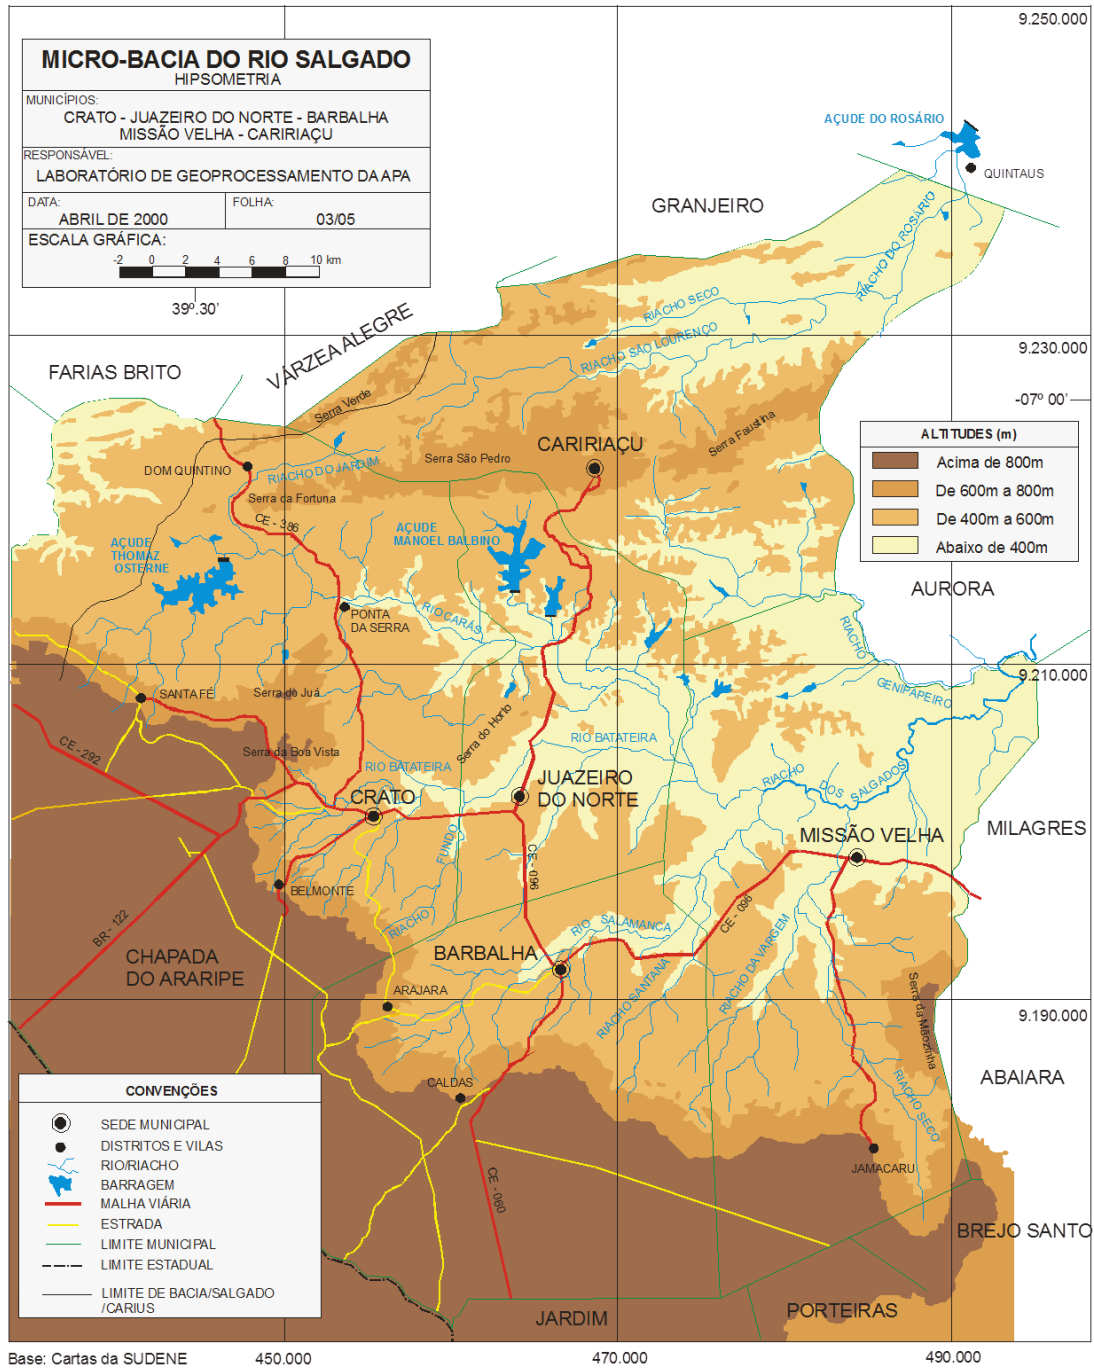 MICRO-BACIA DO RIO SALGADO
HIPSOMETRIA
MUNICÍPIOS:
CRATO - JUAZEIRO DO NORTE - BARBALHA
MISSÃO VELHA - CARIRIAÇU
RESPONSÁVEL:
LABORATÓRIO DE GEOPROCESSAMENTO DA APA
DATA:
ABRIL DE 2000
FOLHA:
03/05
ESCALA GRÁFICA:
-2 0 2 4 6 8 10 km
39º.30'
9.250.000
AÇUDE DO ROSÁRIO
QUINTAUS
GRANJEIRO
RIACHO DO ROSÁRIO
RIACHO SECO
RIACHO SÃO LOURENÇO
VÁRZEA ALEGRE
9.230.000
FARIAS BRITO
-07º 00'
Serra Verde
Serra Faustina
CARIRIAÇU
ALTITUDES (m)
Acima de 800m
De 600m a 800m
De 400m a 600m
Abaixo de 400m
Serra São Pedro
DOM QUINTINO
RIACHO DO JARDIM
Serra da Fortuna
CE - 386
AÇUDE
MANOEL BALBINO
AÇUDE
THOMAZ
OSTERNE
AURORA
PONTA
DA SERRA
RIO CARÁS
RIACHO
GENIPAPEIRO
9.210.000
SANTA FÉ
Serra do Juá
CE - 292
Serra da Boa Vista
Serra do Horto
RIO BATATEIRA
RIO BATATEIRA
RIACHO
DOS SALGADOS
JUAZEIRO
DO NORTE
CRATO
MISSÃO VELHA
MILAGRES
FUNDO
CE - 096
BELMONTE
RIACHO
BR - 122
RIO SALAMANCA
CE - 096
CHAPADA
DO ARARIPE
BARBALHA
RIACHO SANTANA
RIACHO DA VARGEM
Serra da Mãozinha
ARAJARA
9.190.000
CALDAS
ABAIARA
RIACHO SECO
CONVENÇÕES
SEDE MUNICIPAL
DISTRITOS E VILAS
RIO/RIACHO
BARRAGEM
MALHA VIÁRIA
ESTRADA
LIMITE MUNICIPAL
LIMITE ESTADUAL
LIMITE DE BACIA/SALGADO
/CARIUS
JAMACARU
CE - 060
BREJO SANTO
JARDIM
PORTEIRAS
Base: Cartas da SUDENE
450.000
470.000
490.000